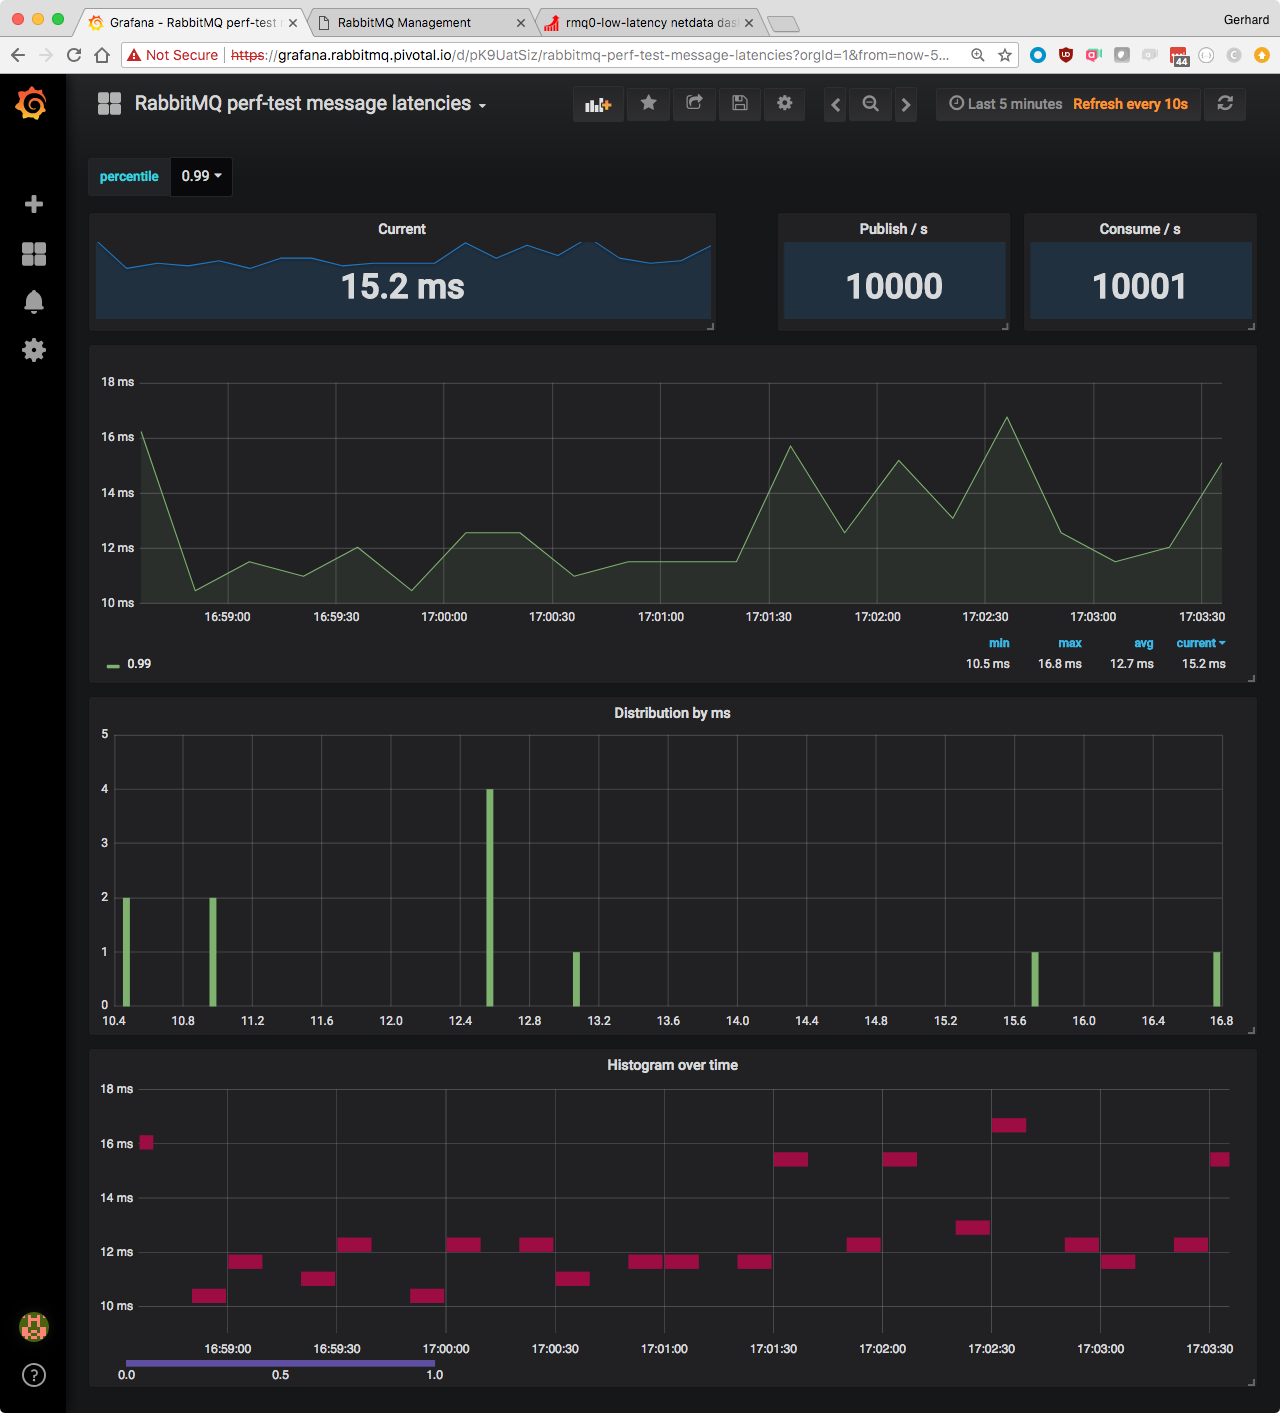 Grafana - RabbitMQ perf-test m
RabbitMQ Management
rmq0-low-latency netdata das
Gerhard
Not Secure
https://grafana.rabbitmq.pivotal.io/d/pK9UatSiz/rabbitmq-perf-test-message-latencies?orgId=1&from=now-5...
44
RabbitMQ perf-test message latencies
Last 5 minutes Refresh every 10s
percentile 0.99
Current
15.2 ms
Publish / s
10000
Consume / s
10001
18 ms
16 ms
14 ms
12 ms
10 ms
16:59:00 16:59:30 17:00:00 17:00:30 17:01:00 17:01:30 17:02:00 17:02:30 17:03:00 17:03:30
min max avg current
0.99 10.5 ms 16.8 ms 12.7 ms 15.2 ms
Distribution by ms
5
4
3
2
1
0
10.4 10.8 11.2 11.6 12.0 12.4 12.8 13.2 13.6 14.0 14.4 14.8 15.2 15.6 16.0 16.4 16.8
Histogram over time
18 ms
16 ms
14 ms
12 ms
10 ms
16:59:00 16:59:30 17:00:00 17:00:30 17:01:00 17:01:30 17:02:00 17:02:30 17:03:00 17:03:30
0.0 0.5 1.0